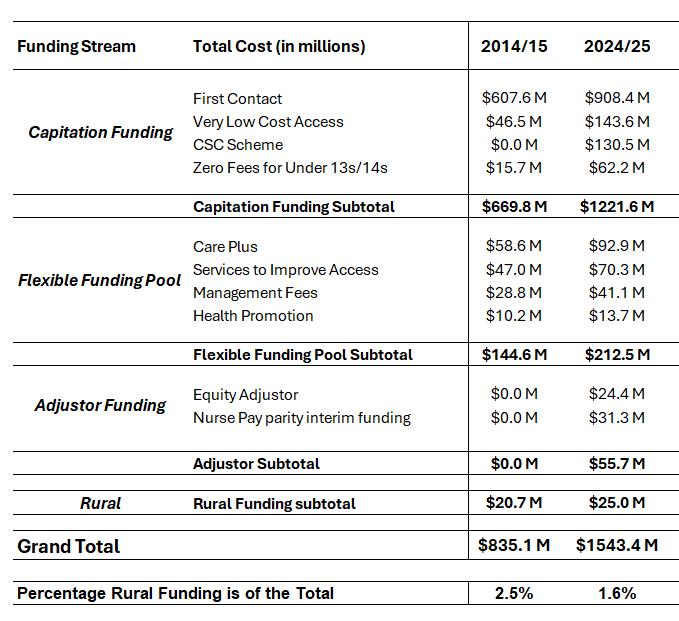 Funding Stream Total Cost (in millions) 2014/15 2024/25
First Contact $607.6 M $908.4 M
Very Low Cost Access $46.5 M $143.6 M
Capitation Funding
CSC Scheme $0.0 M $130.5 M
Zero Fees for Under 13s/14s $15.7 M $62.2 M
Capitation Funding Subtotal $669.8 M $1221.6 M
Care Plus $58.6 M $92.9 M
Services to Improve Access $47.0 M $70.3 M
Flexible Funding Pool
Management Fees $28.8 M $41.1 M
Health Promotion $10.2 M $13.7 M
Flexible Funding Pool Subtotal $144.6 M $212.5 M
Equity Adjustor $0.0 M $24.4 M
Adjustor Funding
Nurse Pay parity interim funding $0.0 M $31.3 M
Adjustor Subtotal $0.0 M $55.7 M
Rural Rural Funding subtotal $20.7 M $25.0 M
Grand Total $835.1 M $1543.4 M
Percentage Rural Funding is of the Total 2.5% 1.6%